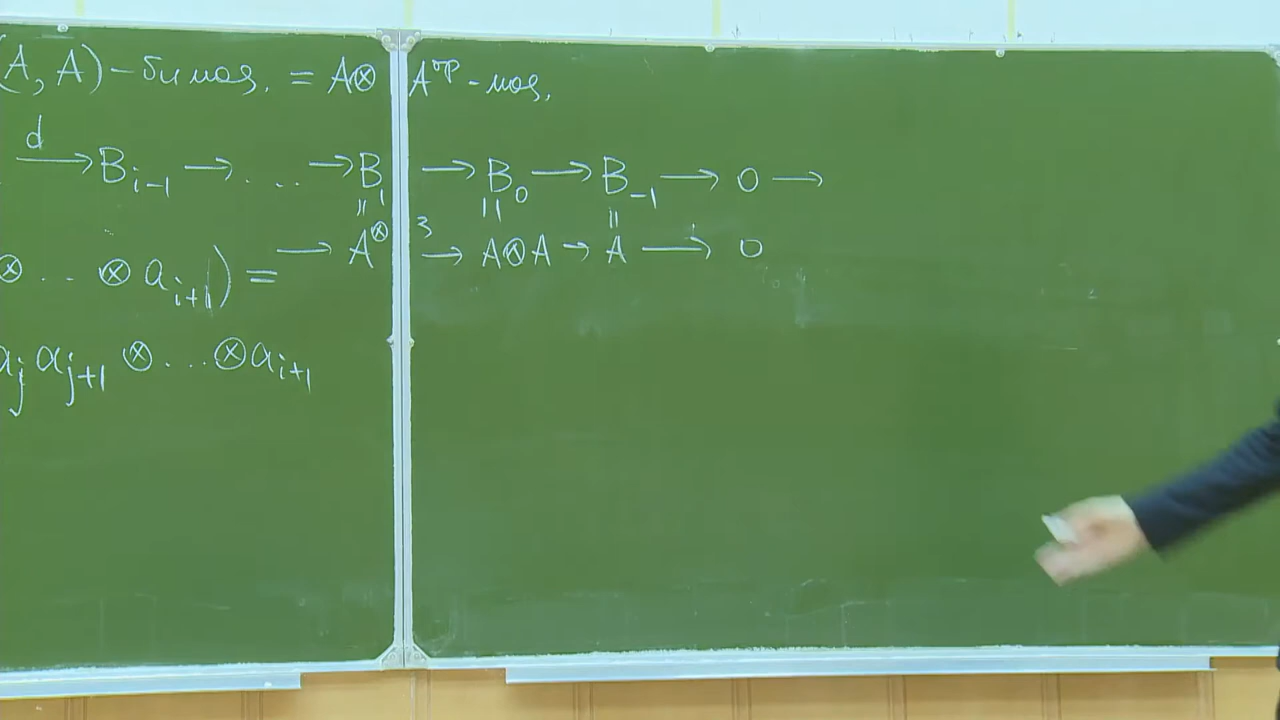 (A, A) – бимод. = A⊗ A^op – мод.
d
→ B_{i-1} → ... → B_1 → B_0 → B_{-1} → 0 →
|| || ||
→ A^{⊗ 3} → A⊗A → A → 0
⊗ ... ⊗ a_{i+1}) =
a_j a_{j+1} ⊗ ... ⊗ a_{i+1}